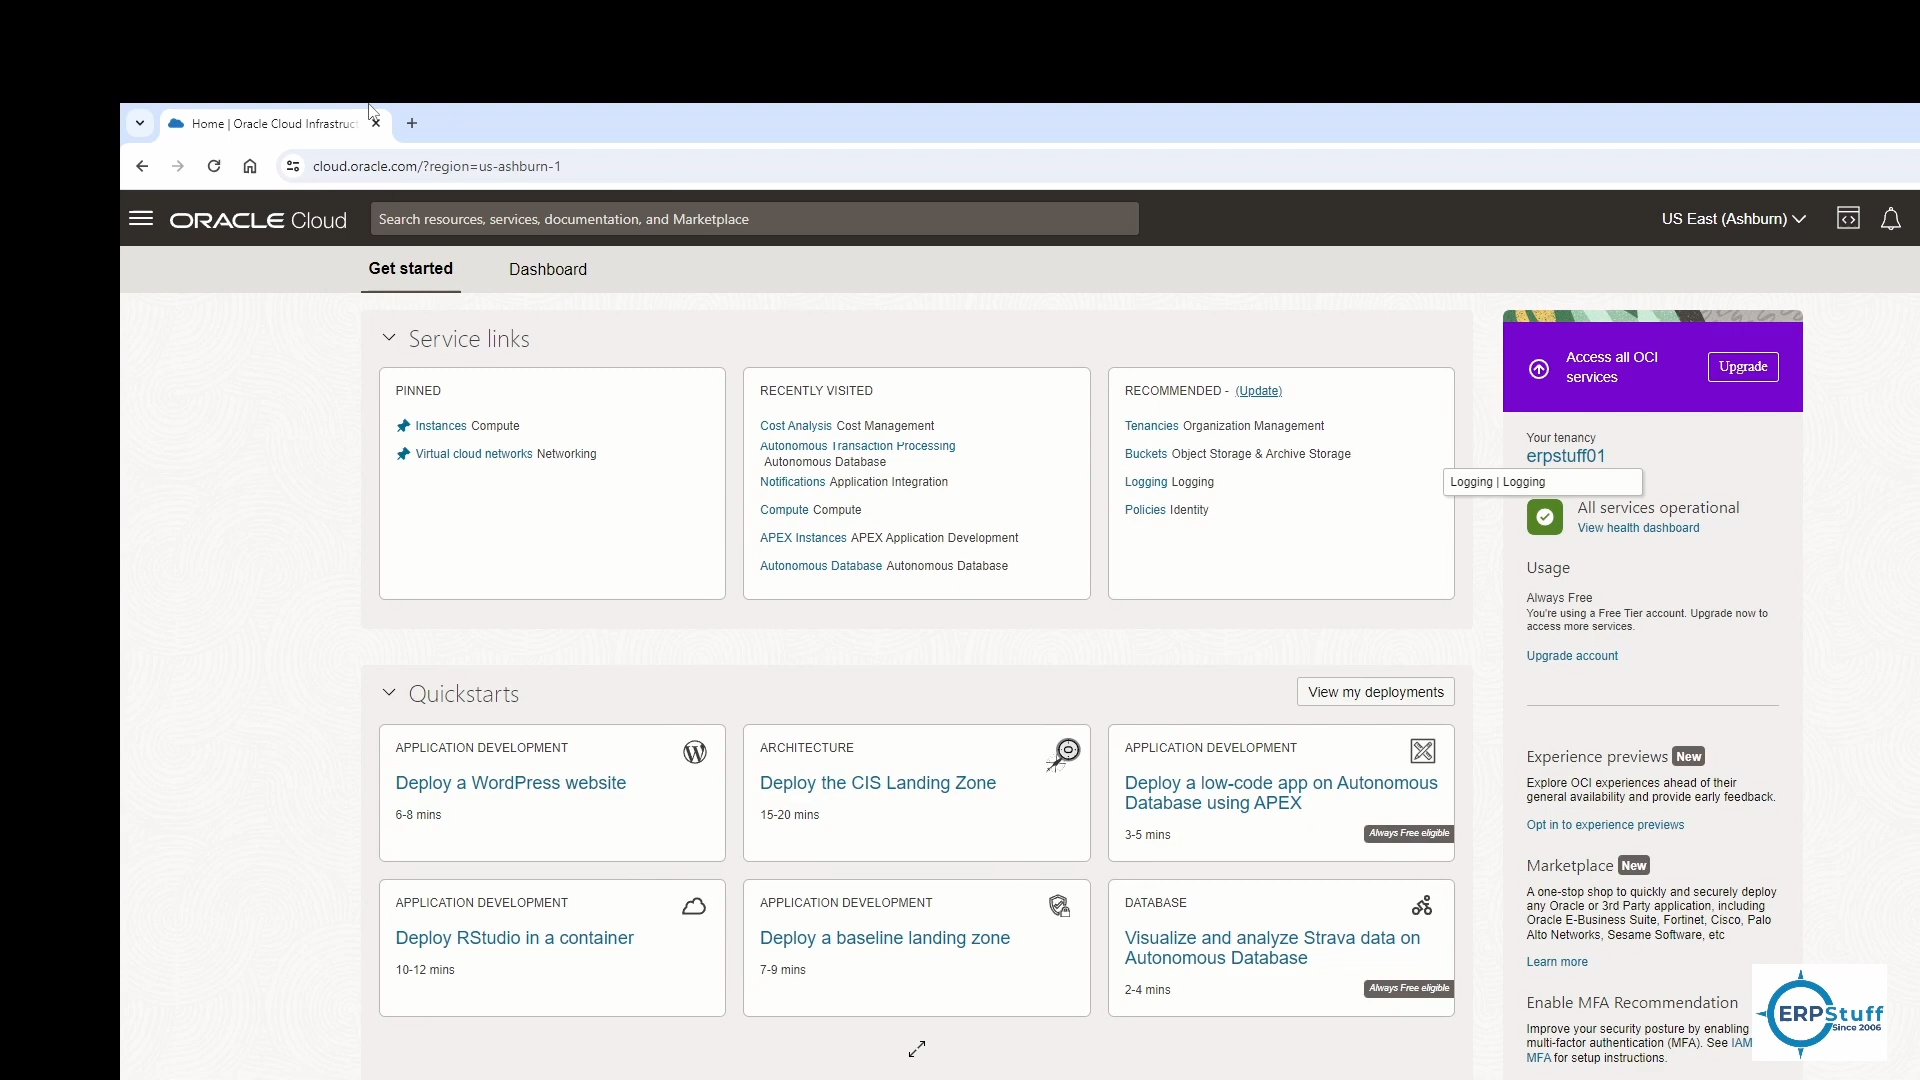 Home | Oracle Cloud Infrastruct
cloud.oracle.com/?region=us-ashburn-1
ORACLE Cloud
Search resources, services, documentation, and Marketplace
US East (Ashburn)
Get started
Dashboard
Service links
PINNED
Instances Compute
Virtual cloud networks Networking
RECENTLY VISITED
Cost Analysis Cost Management
Autonomous Transaction Processing
Autonomous Database
Notifications Application Integration
Compute Compute
APEX Instances APEX Application Development
Autonomous Database Autonomous Database
RECOMMENDED - (Update)
Tenancies Organization Management
Buckets Object Storage & Archive Storage
Logging Logging
Policies Identity
Access all OCI
services
Upgrade
Your tenancy
erpstuff01
Logging | Logging
All services operational
View health dashboard
Usage
Always Free
You're using a Free Tier account. Upgrade now to
access more services.
Upgrade account
Quickstarts
View my deployments
APPLICATION DEVELOPMENT
Deploy a WordPress website
6-8 mins
ARCHITECTURE
Deploy the CIS Landing Zone
15-20 mins
APPLICATION DEVELOPMENT
Deploy a low-code app on Autonomous
Database using APEX
3-5 mins
Always Free eligible
APPLICATION DEVELOPMENT
Deploy RStudio in a container
10-12 mins
APPLICATION DEVELOPMENT
Deploy a baseline landing zone
7-9 mins
DATABASE
Visualize and analyze Strava data on
Autonomous Database
2-4 mins
Always Free eligible
Experience previews New
Explore OCI experiences ahead of their
general availability and provide early feedback.
Opt in to experience previews
Marketplace New
A one-stop shop to quickly and securely deploy
any Oracle or 3rd Party application, including
Oracle E-Business Suite, Fortinet, Cisco, Palo
Alto Networks, Sesame Software, etc
Learn more
Enable MFA Recommendation
Improve your security posture by enabling
multi-factor authentication (MFA). See IAM
MFA for setup instructions.
ERPStuff
Since 2006